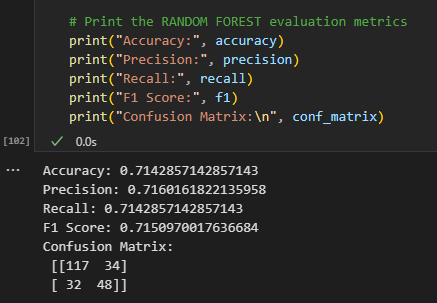 # Print the RANDOM FOREST evaluation metrics
print("Accuracy:", accuracy)
print("Precision:", precision)
print("Recall:", recall)
print("F1 Score:", f1)
print("Confusion Matrix:\n", conf_matrix)
[102] ✓ 0.0s
... Accuracy: 0.7142857142857143
Precision: 0.7160161822135958
Recall: 0.7142857142857143
F1 Score: 0.7150970017636684
Confusion Matrix:
[[117 34]
[ 32 48]]